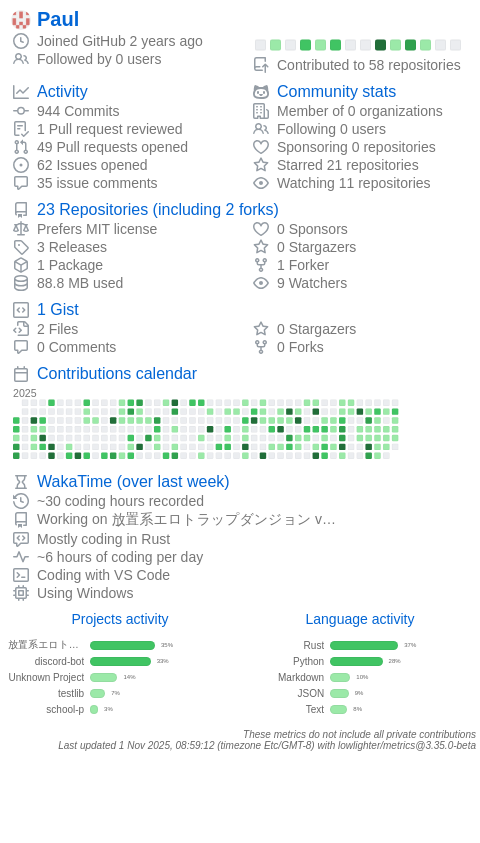 Paul
Joined GitHub 2 years ago
Followed by 0 users
Contributed to 58 repositories
Activity
944 Commits
1 Pull request reviewed
49 Pull requests opened
62 Issues opened
35 issue comments
Community stats
Member of 0 organizations
Following 0 users
Sponsoring 0 repositories
Starred 21 repositories
Watching 11 repositories
23 Repositories (including 2 forks)
Prefers MIT license
3 Releases
1 Package
88.8 MB used
0 Sponsors
0 Stargazers
1 Forker
9 Watchers
1 Gist
2 Files
0 Comments
0 Stargazers
0 Forks
Contributions calendar
2025
WakaTime (over last week)
~30 coding hours recorded
Working on 放置系エロトラップダンジョン v…
Mostly coding in Rust
~6 hours of coding per day
Coding with VS Code
Using Windows
Projects activity
放置系エロト… 35%
discord-bot 33%
Unknown Project 14%
testlib 7%
school-p 3%
Language activity
Rust 37%
Python 28%
Markdown 10%
JSON 9%
Text 8%
These metrics do not include all private contributions
Last updated 1 Nov 2025, 08:59:12 (timezone Etc/GMT-8) with lowlighter/metrics@3.35.0-beta